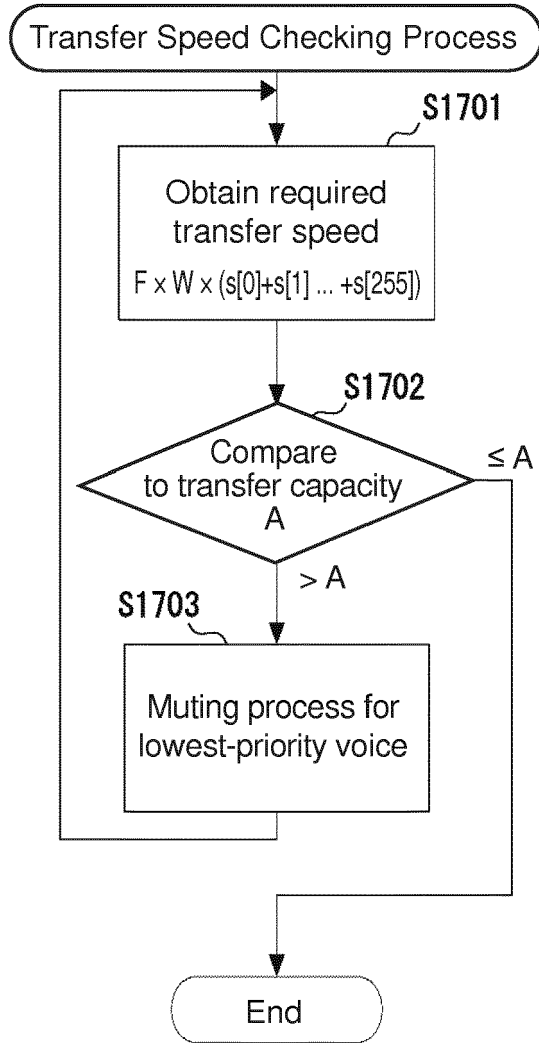 Transfer Speed Checking Process
S1701
Obtain required
transfer speed
F x W x (s[0]+s[1] ... +s[255])
S1702
Compare
to transfer capacity
A
≤ A
> A
S1703
Muting process for
lowest-priority voice
End